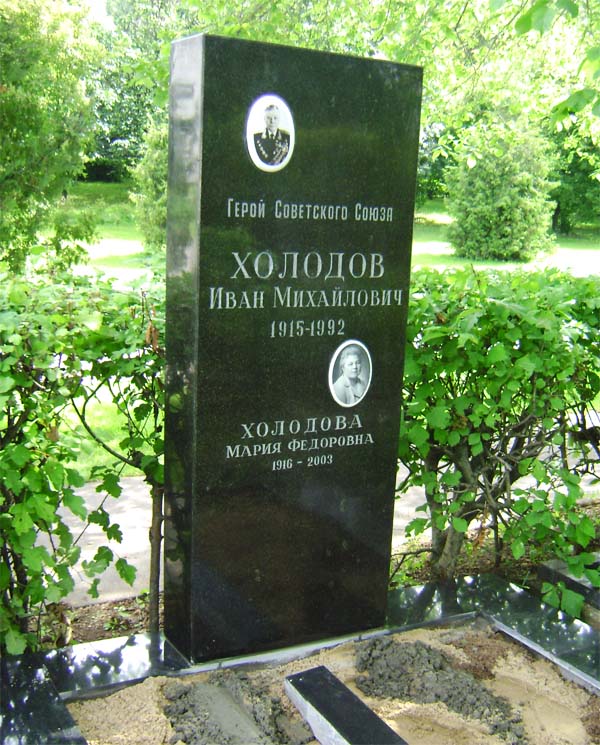 Герой Советского Союза
ХОЛОДОВ
Иван Михайлович
1915-1992
ХОЛОДОВА
Мария Федоровна
1916 - 2003